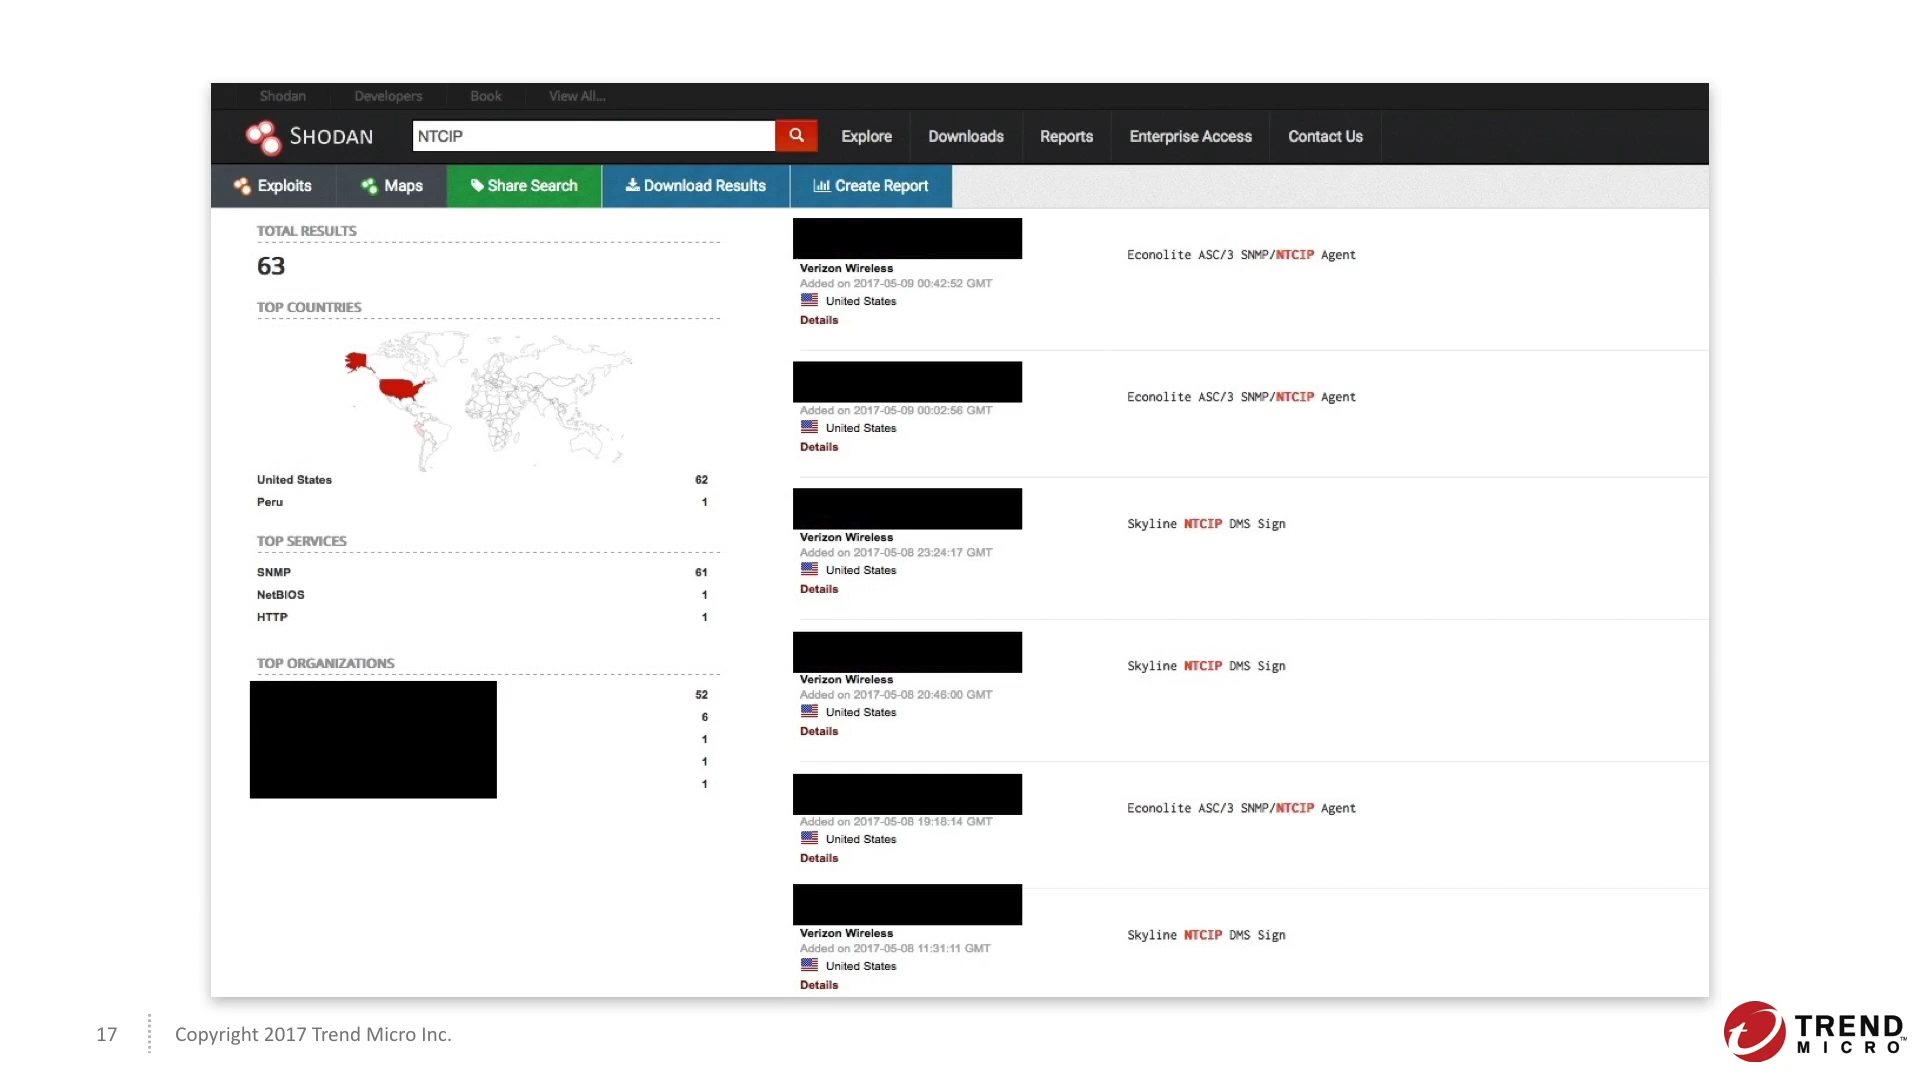 Shodan Developers Book View All...
SHODAN NTCIP Explore Downloads Reports Enterprise Access Contact Us
Exploits Maps Share Search Download Results Create Report
TOTAL RESULTS
63
TOP COUNTRIES
United States 62
Peru 1
TOP SERVICES
SNMP 61
NetBIOS 1
HTTP 1
TOP ORGANIZATIONS
52
6
1
1
1
Econolite ASC/3 SNMP/NTCIP Agent
Verizon Wireless
Added on 2017-05-09 00:42:52 GMT
United States
Details
Econolite ASC/3 SNMP/NTCIP Agent
Added on 2017-05-09 00:02:56 GMT
United States
Details
Skyline NTCIP DMS Sign
Verizon Wireless
Added on 2017-05-08 23:24:17 GMT
United States
Details
Skyline NTCIP DMS Sign
Verizon Wireless
Added on 2017-05-08 20:46:00 GMT
United States
Details
Econolite ASC/3 SNMP/NTCIP Agent
Added on 2017-05-08 19:18:14 GMT
United States
Details
Skyline NTCIP DMS Sign
Verizon Wireless
Added on 2017-05-08 11:31:11 GMT
United States
Details
17 Copyright 2017 Trend Micro Inc.
TREND
MICRO™